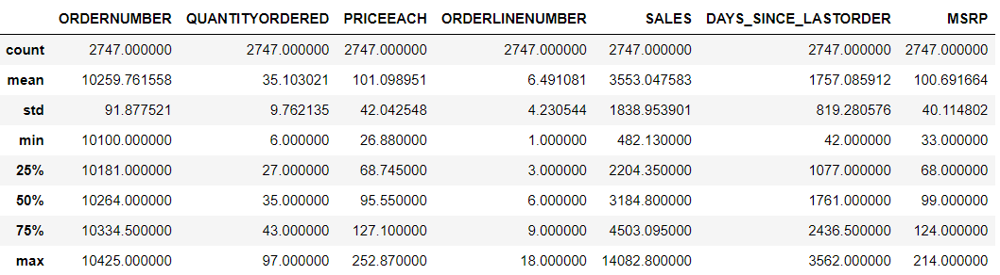 ORDERNUMBER QUANTITYORDERED PRICEEACH ORDERLINENUMBER SALES DAYS_SINCE_LASTORDER MSRP
count 2747.000000 2747.000000 2747.000000 2747.000000 2747.000000 2747.000000 2747.000000
mean 10259.761558 35.103021 101.098951 6.491081 3553.047583 1757.085912 100.691664
std 91.877521 9.762135 42.042548 4.230544 1838.953901 819.280576 40.114802
min 10100.000000 6.000000 26.880000 1.000000 482.130000 42.000000 33.000000
25% 10181.000000 27.000000 68.745000 3.000000 2204.350000 1077.000000 68.000000
50% 10264.000000 35.000000 95.550000 6.000000 3184.800000 1761.000000 99.000000
75% 10334.500000 43.000000 127.100000 9.000000 4503.095000 2436.500000 124.000000
max 10425.000000 97.000000 252.870000 18.000000 14082.800000 3562.000000 214.000000